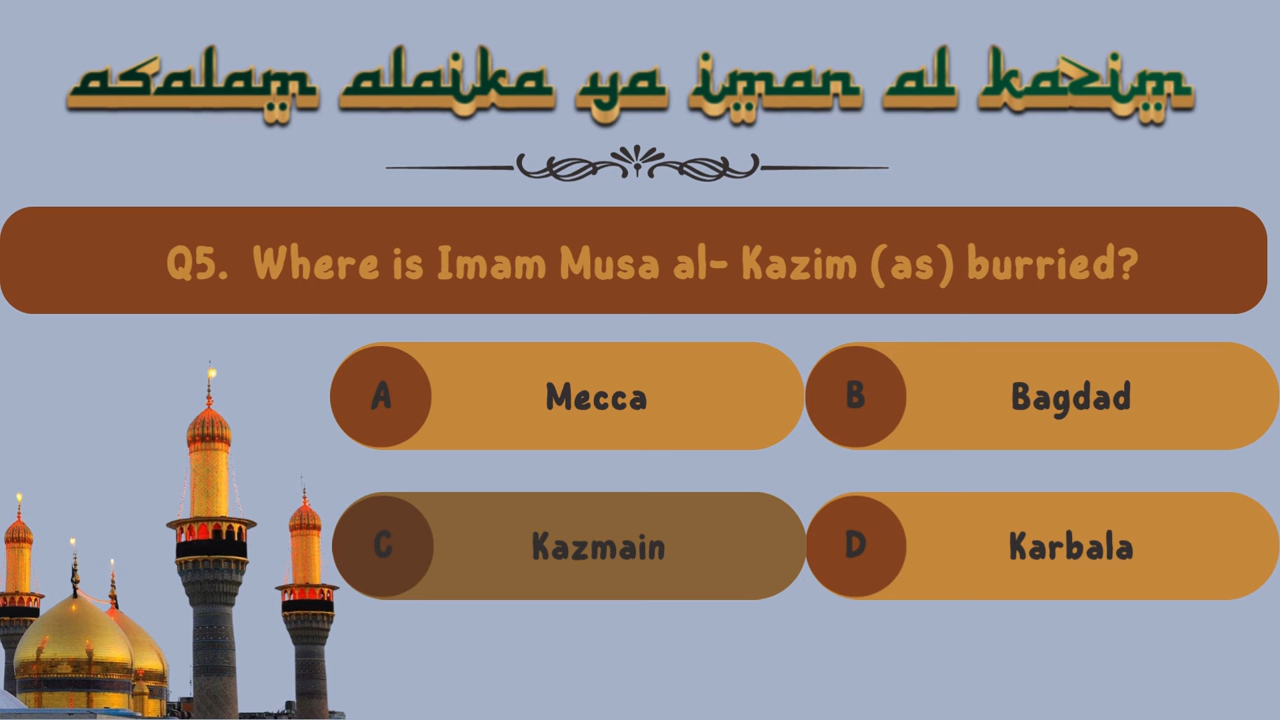 asalam alaika ya iman al kazim
Q5. Where is Imam Musa al- Kazim (as) burried?
A Mecca
B Bagdad
C Kazmain
D Karbala